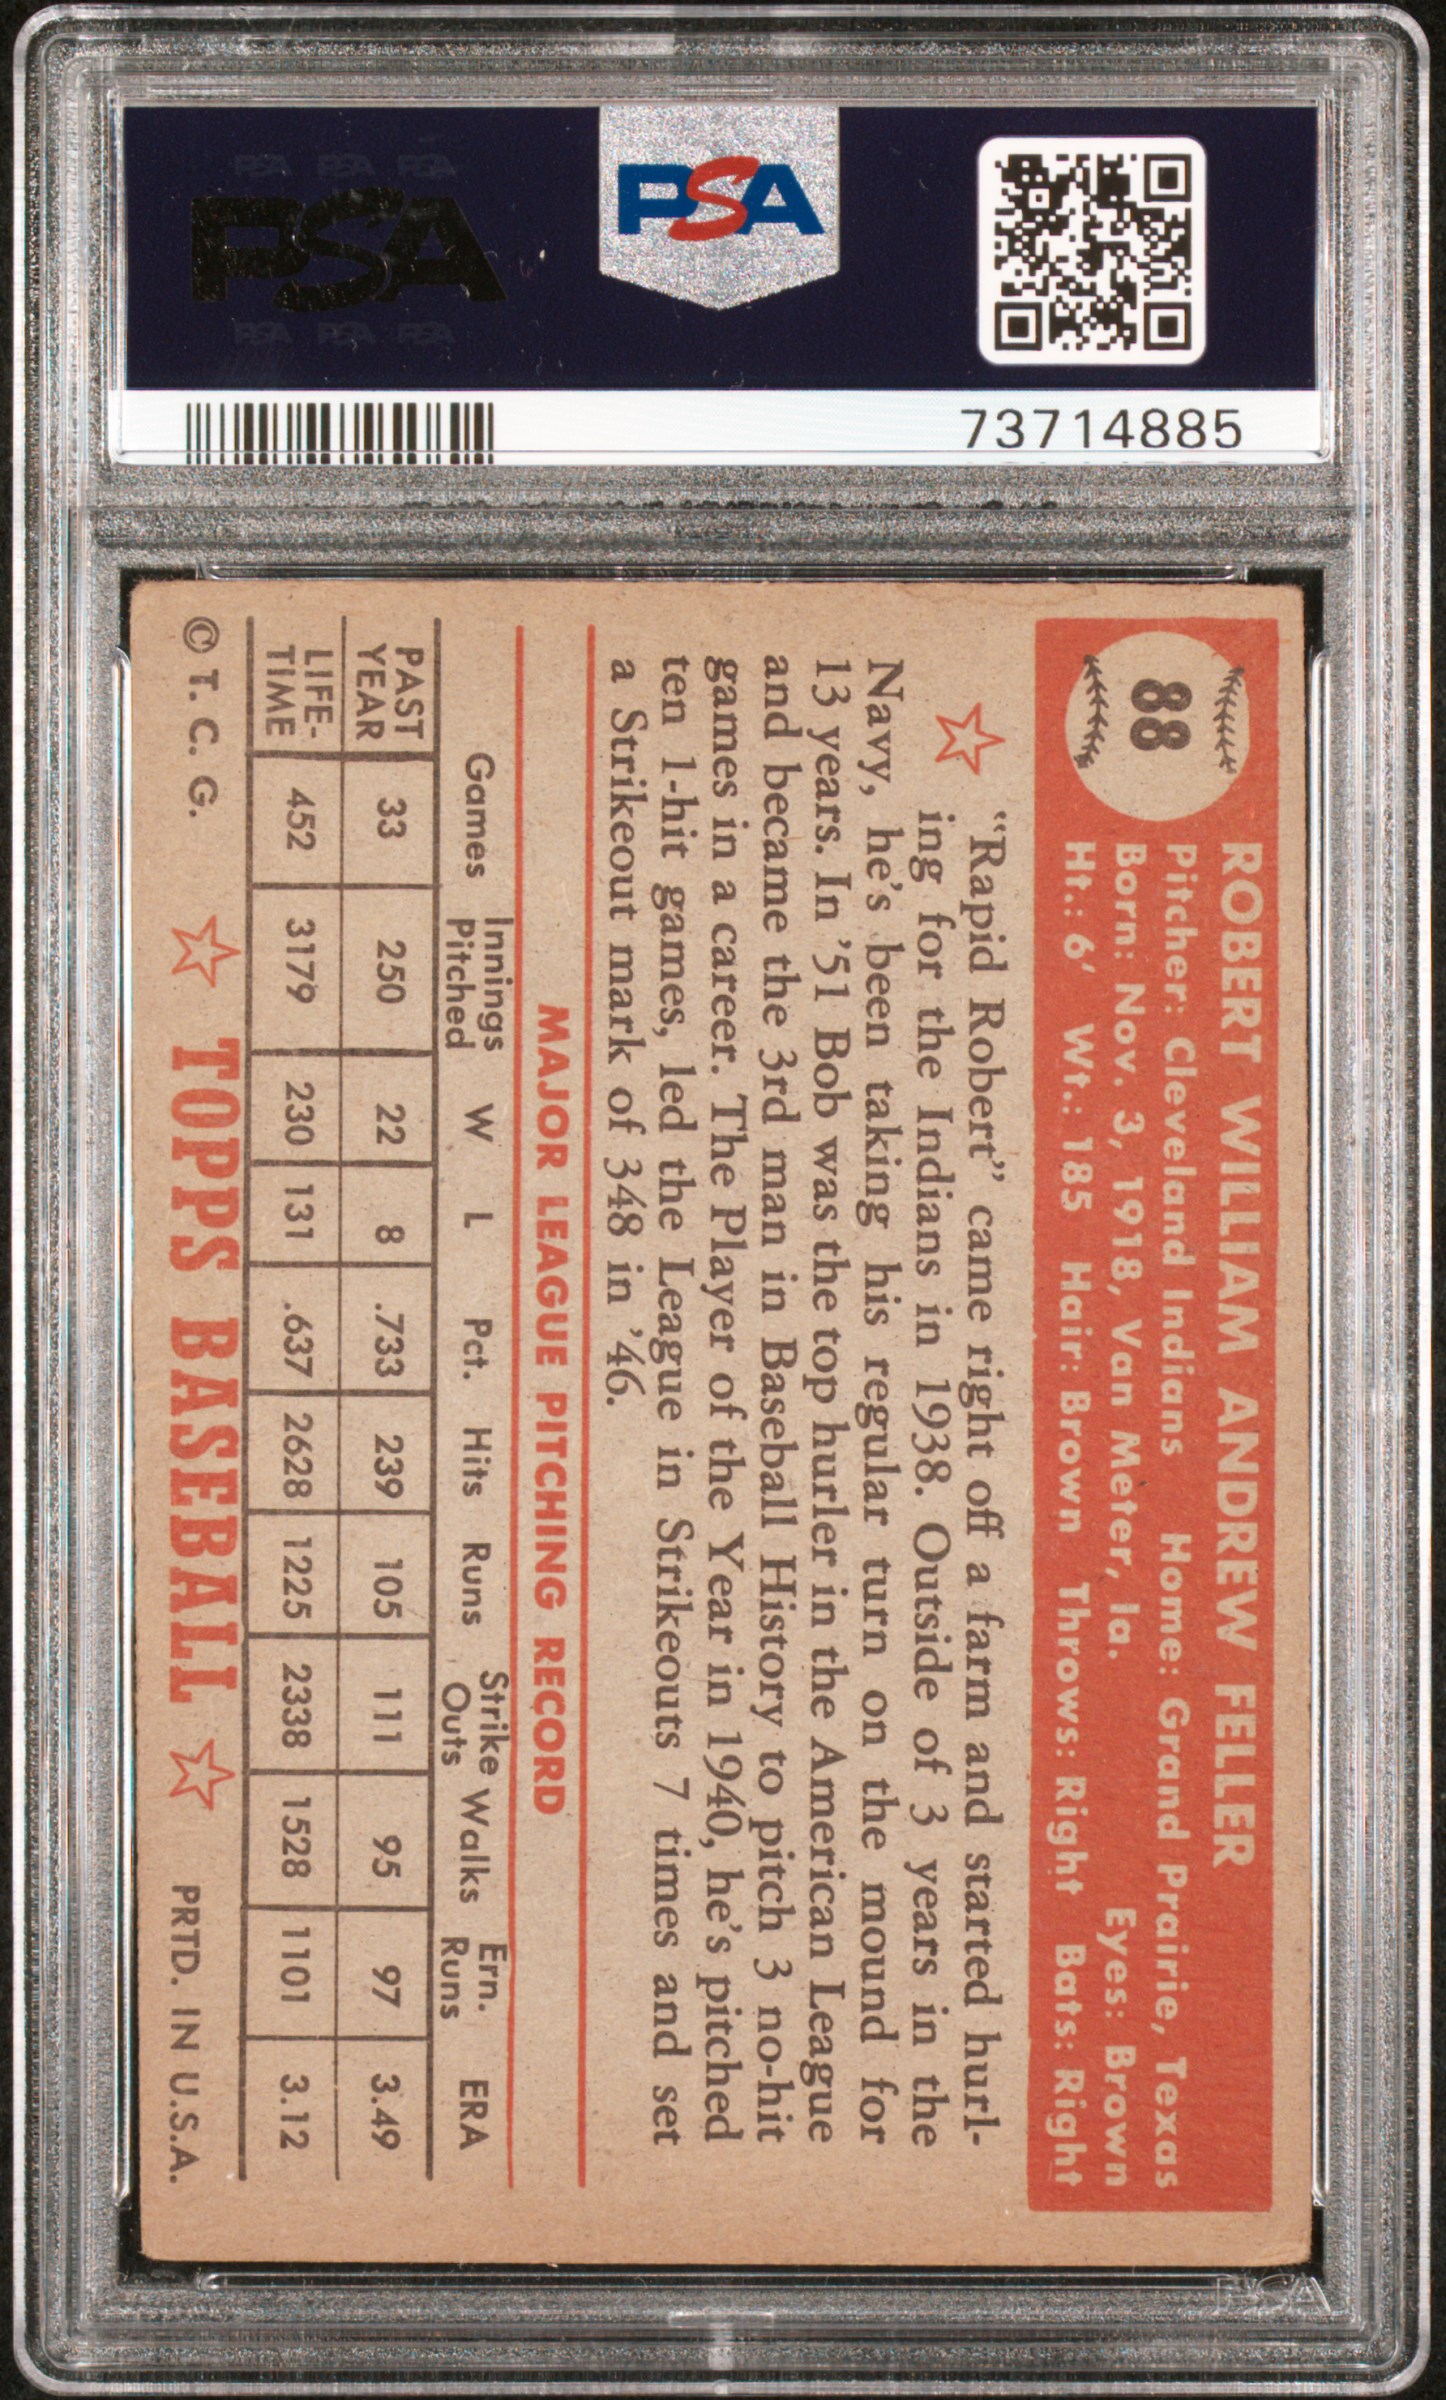 PSA PSA PSA
PSA
PSA PSA PSA
PSA
73714885
88
ROBERT WILLIAM ANDREW FELLER
Pitcher: Cleveland Indians Home: Grand Prairie, Texas
Born: Nov. 3, 1918, Van Meter, Ia. Eyes: Brown
Ht.: 6' Wt.: 185 Hair: Brown Throws: Right Bats: Right
"Rapid Robert" came right off a farm and started hurl-
ing for the Indians in 1938. Outside of 3 years in the
Navy, he's been taking his regular turn on the mound for
13 years. In '51 Bob was the top hurler in the American League
and became the 3rd man in Baseball History to pitch 3 no-hit
games in a career. The Player of the Year in 1940, he's pitched
ten 1-hit games, led the League in Strikeouts 7 times and set
a Strikeout mark of 348 in '46.
MAJOR LEAGUE PITCHING RECORD
Games Innings Pitched W L Pct. Hits Runs Strike Outs Walks Ern. Runs ERA
PAST YEAR 33 250 22 8 .733 239 105 111 95 97 3.49
LIFE-TIME 452 3179 230 131 .637 2628 1225 2338 1528 1101 3.12
© T. C. G. TOPPS BASEBALL PRTD. IN U.S.A.
PSA